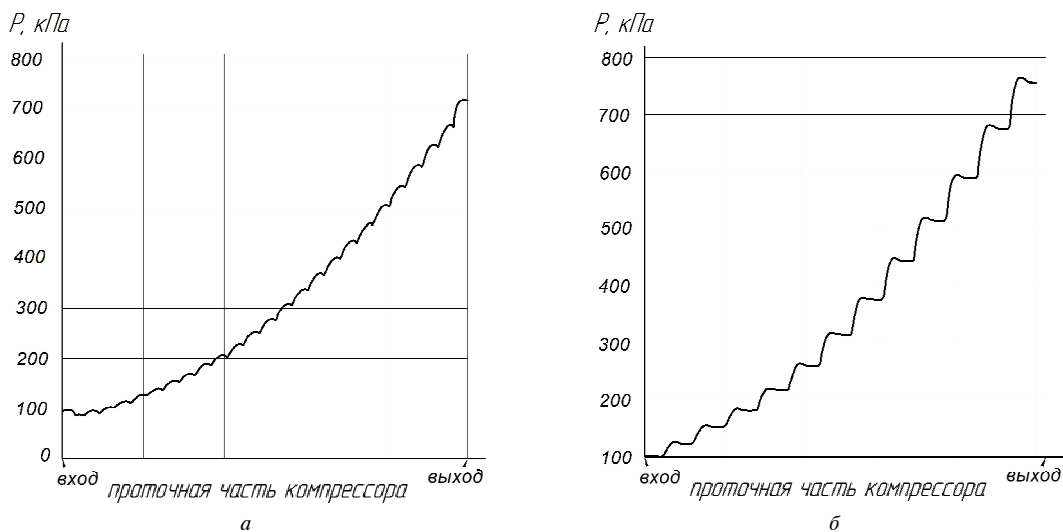 P, кПа
800
700
600
500
400
300
200
100
0
вход
выход
проточная часть компрессора
а
P, кПа
800
700
600
500
400
300
200
100
вход
выход
проточная часть компрессора
б